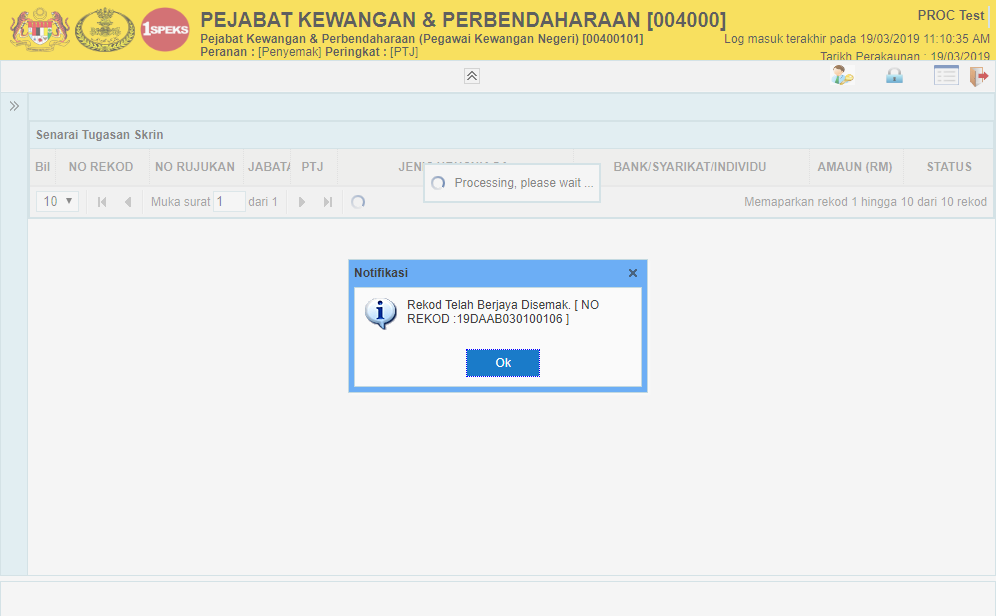 1SPEKS
PEJABAT KEWANGAN & PERBENDAHARAAN [004000]
PROC Test
Pejabat Kewangan & Perbendaharaan (Pegawai Kewangan Negeri) [00400101]
Log masuk terakhir pada 19/03/2019 11:10:35 AM
Peranan : [Penyemak] Peringkat : [PTJ]
Tarikh Perakaunan : 19/03/2019
Senarai Tugasan Skrin
Bil NO REKOD NO RUJUKAN JABATA PTJ BANK/SYARIKAT/INDIVIDU AMAUN (RM) STATUS
Processing, please wait ...
10 Muka surat 1 dari 1 Memaparkan rekod 1 hingga 10 dari 10 rekod
Notifikasi
Rekod Telah Berjaya Disemak. [ NO
REKOD :19DAAB030100106 ]
Ok